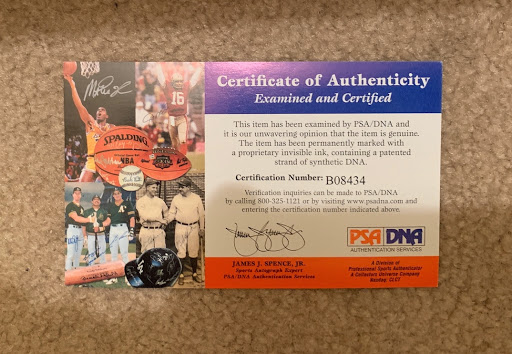 Certificate of Authenticity
Examined and Certified
This item has been examined by PSA/DNA and
it is our unwavering opinion that the item is genuine.
The item has been permanently marked with
a proprietary invisible ink, containing a patented
strand of synthetic DNA.
Certification Number: B08434
Verification inquiries can be made to PSA/DNA
by calling 800-325-1121 or by visiting www.psadna.com and
entering the certification number indicated above.
JAMES J. SPENCE, JR.
Sports Autograph Expert
PSA/DNA Authentication Services
PSA DNA
AUTHENTICATION SERVICES
A Division of
Professional Sports Authenticator
A Collectors Universe Company
Nasdaq: CLCT
16
SPALDING
NBA